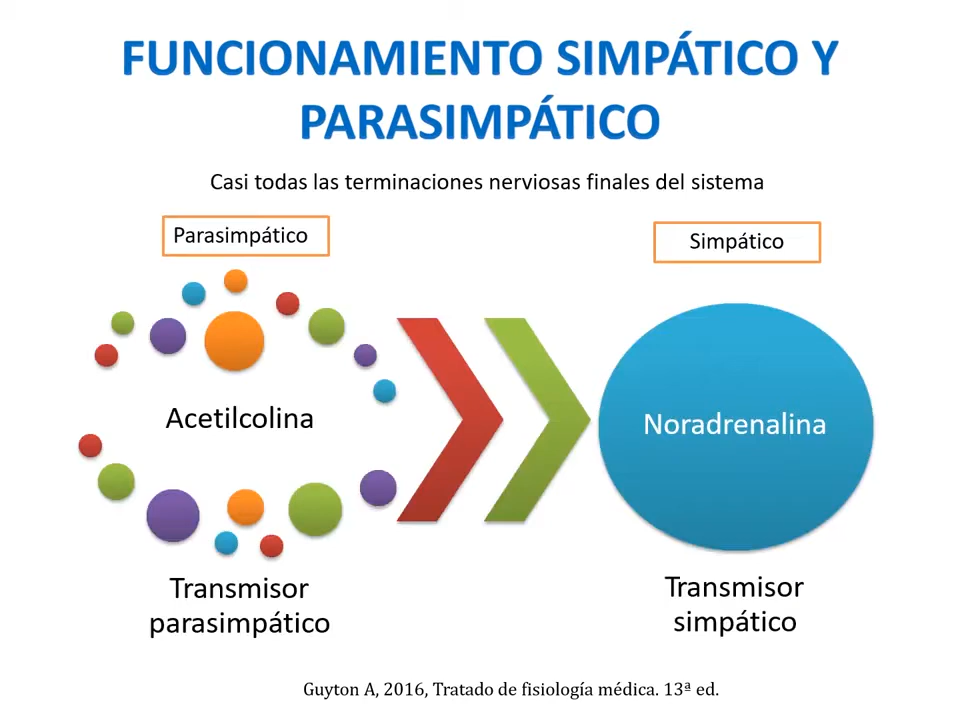 FUNCIONAMIENTO SIMPÁTICO Y
PARASIMPÁTICO
Casi todas las terminaciones nerviosas finales del sistema
Parasimpático
Simpático
Acetilcolina
Noradrenalina
Transmisor
parasimpático
Transmisor
simpático
Guyton A, 2016, Tratado de fisiología médica. 13ª ed.